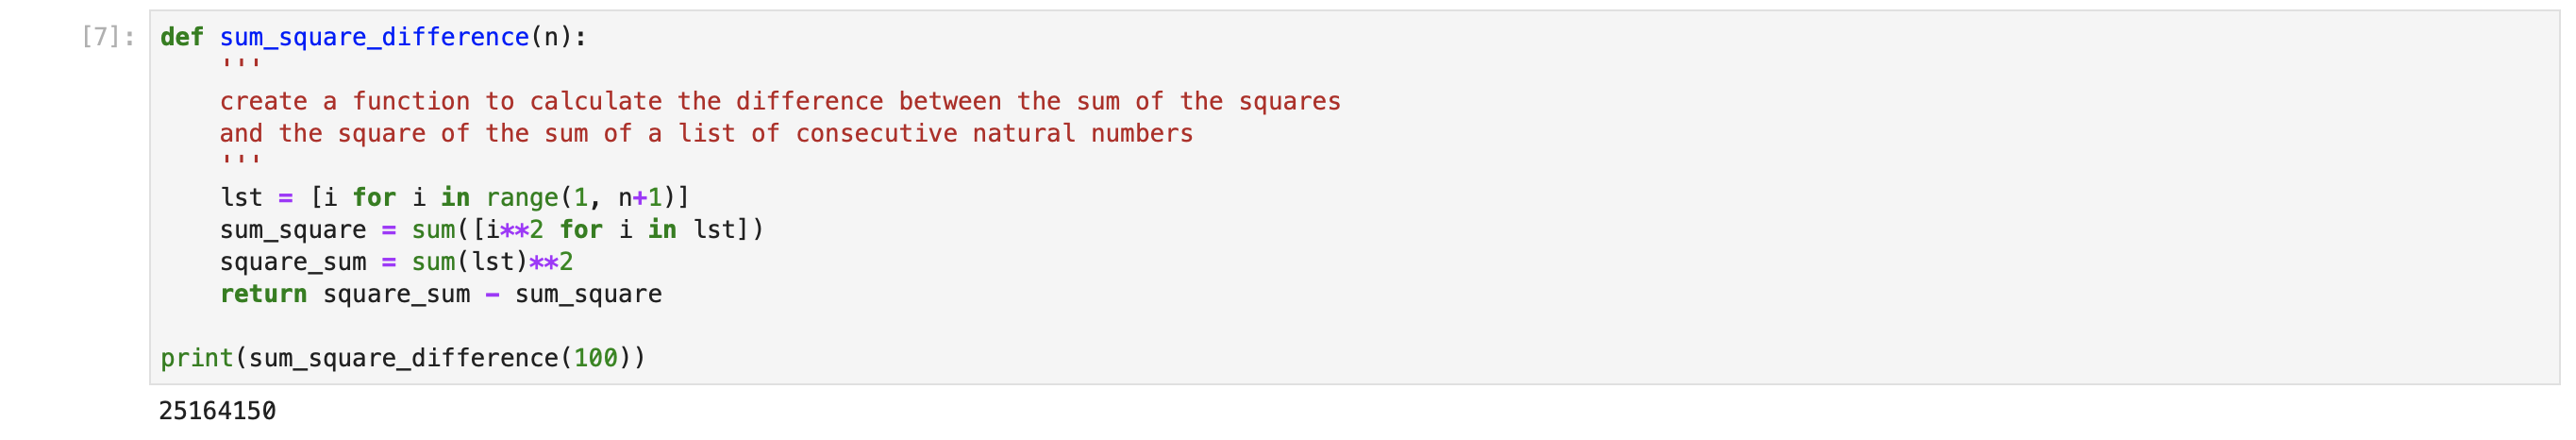 [7]: def sum_square_difference(n):
    '''
    create a function to calculate the difference between the sum of the squares
    and the square of the sum of a list of consecutive natural numbers
    '''
    lst = [i for i in range(1, n+1)]
    sum_square = sum([i**2 for i in lst])
    square_sum = sum(lst)**2
    return square_sum - sum_square
print(sum_square_difference(100))
25164150